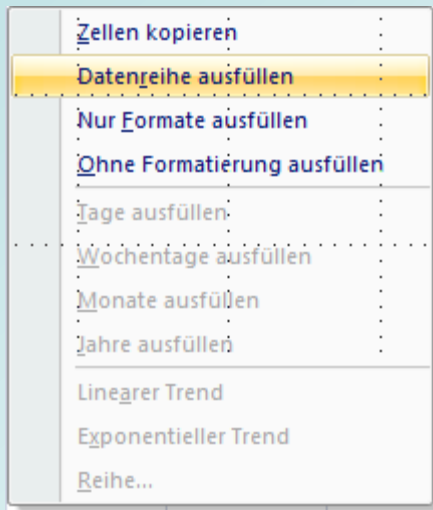 Zellen kopieren
Datenreihe ausfüllen
Nur Formate ausfüllen
Ohne Formatierung ausfüllen
Tage ausfüllen
Wochentage ausfüllen
Monate ausfüllen
Jahre ausfüllen
Linearer Trend
Exponentieller Trend
Reihe...